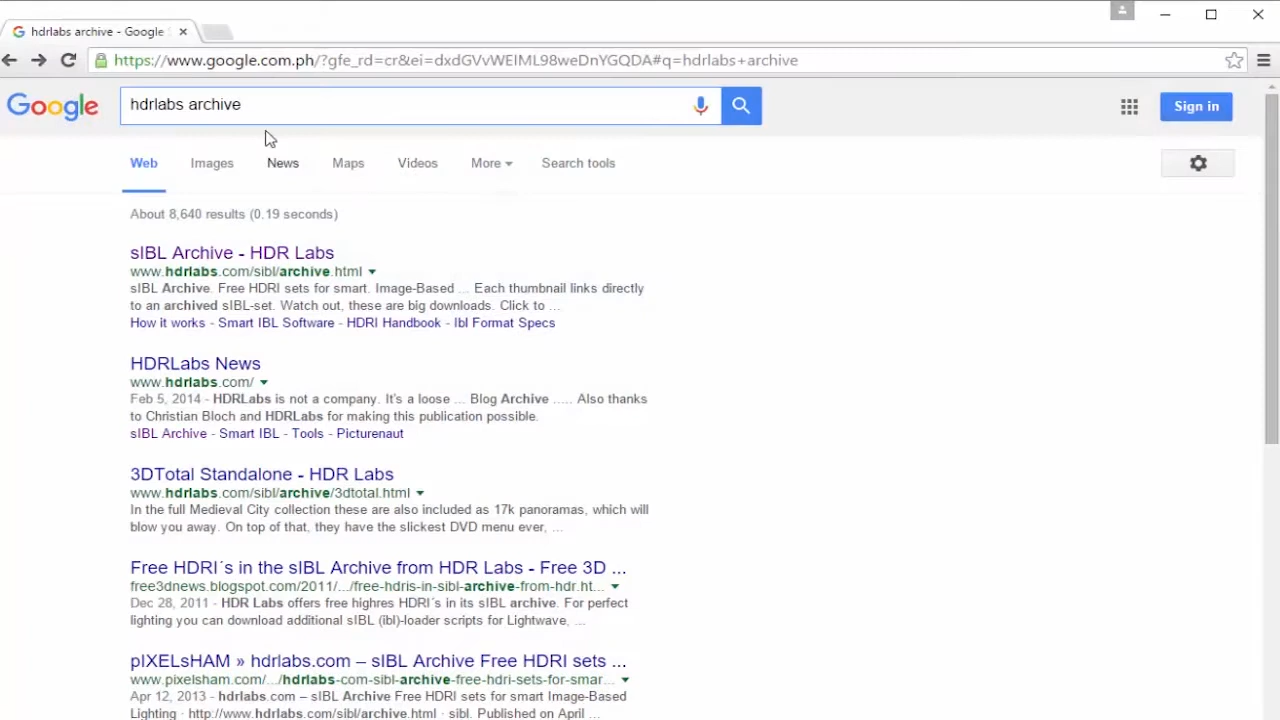 hdrlabs archive - Google
https://www.google.com.ph/?gfe_rd=cr&ei=dxdGVvWEIML98weDnYGQDA#q=hdrlabs+archive
Google hdrlabs archive Sign in
Web Images News Maps Videos More Search tools
About 8,640 results (0.19 seconds)
sIBL Archive - HDR Labs
www.hdrlabs.com/sibl/archive.html
sIBL Archive. Free HDRI sets for smart. Image-Based ... Each thumbnail links directly
to an archived sIBL-set. Watch out, these are big downloads. Click to ...
How it works - Smart IBL Software - HDRI Handbook - Ibl Format Specs
HDRLabs News
www.hdrlabs.com/
Feb 5, 2014 - HDRLabs is not a company. It's a loose ... Blog Archive ..... Also thanks
to Christian Bloch and HDRLabs for making this publication possible.
sIBL Archive - Smart IBL - Tools - Picturenaut
3DTotal Standalone - HDR Labs
www.hdrlabs.com/sibl/archive/3dtotal.html
In the full Medieval City collection these are also included as 17k panoramas, which will
blow you away. On top of that, they have the slickest DVD menu ever, ...
Free HDRI´s in the sIBL Archive from HDR Labs - Free 3D ...
free3dnews.blogspot.com/2011/.../free-hdris-in-sibl-archive-from-hdr.ht...
Dec 28, 2011 - HDR Labs offers free highres HDRI´s in its sIBL archive. For perfect
lighting you can download additional sIBL (ibl)-loader scripts for Lightwave, ...
pIXELsHAM » hdrlabs.com – sIBL Archive Free HDRI sets ...
www.pixelsham.com/.../hdrlabs-com-sibl-archive-free-hdri-sets-for-smar...
Apr 12, 2013 - hdrlabs.com – sIBL Archive Free HDRI sets for smart Image-Based
Lighting · http://www.hdrlabs.com/sibl/archive.html · sibl. Published on April ...